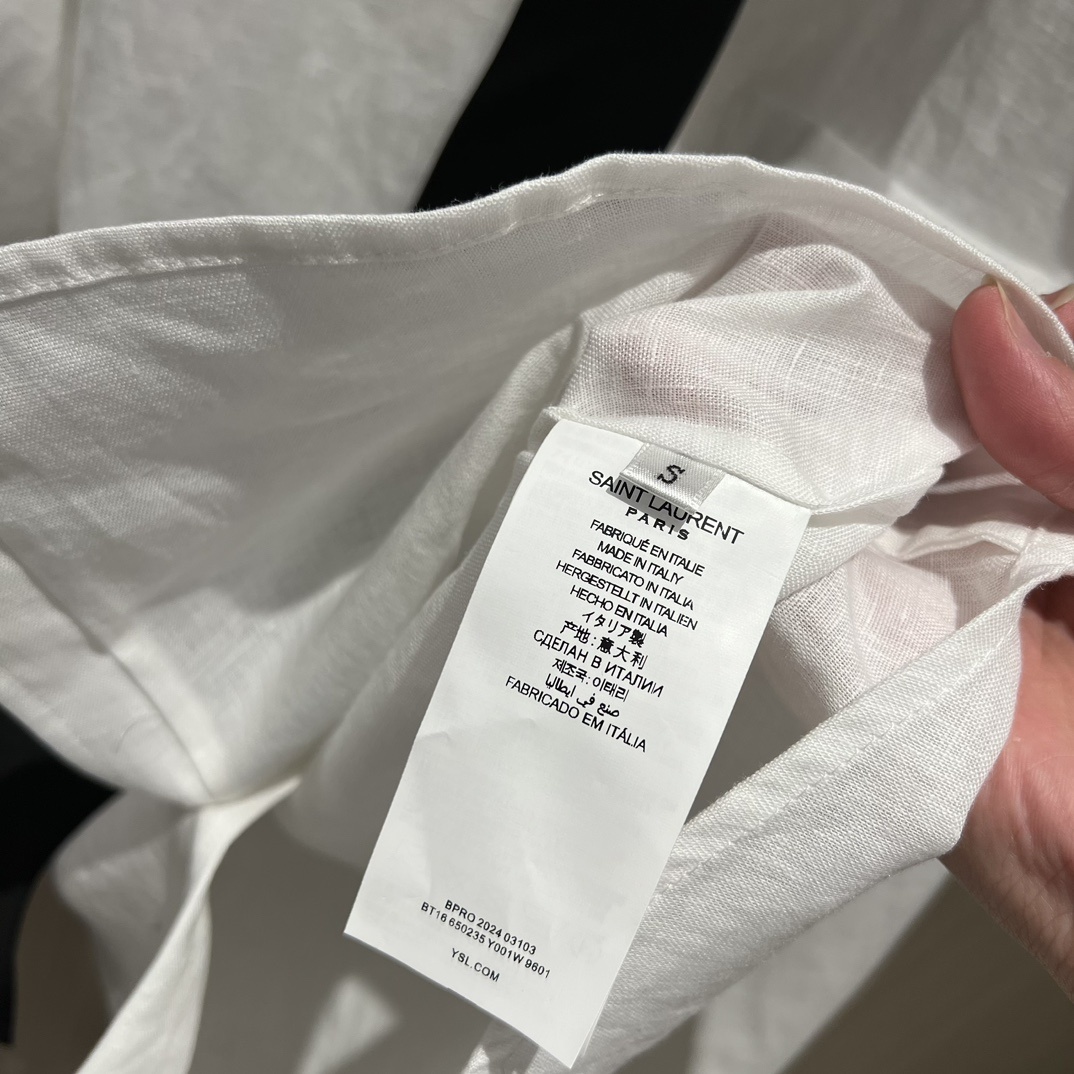 S
SAINT LAURENT
PARIS
FABRIQUÉ EN ITALIE
MADE IN ITALY
FABBRICATO IN ITALIA
HERGESTELLT IN ITALIEN
HECHO EN ITALIA
イタリア製
产地:意大利
СДЕЛАН В ИТАЛИИ
제조국:이태리
صنع في ايطاليا
FABRICADO EM ITÁLIA
BPRO 2024 03103
BT16 650235 Y001W 9601
YSL.COM